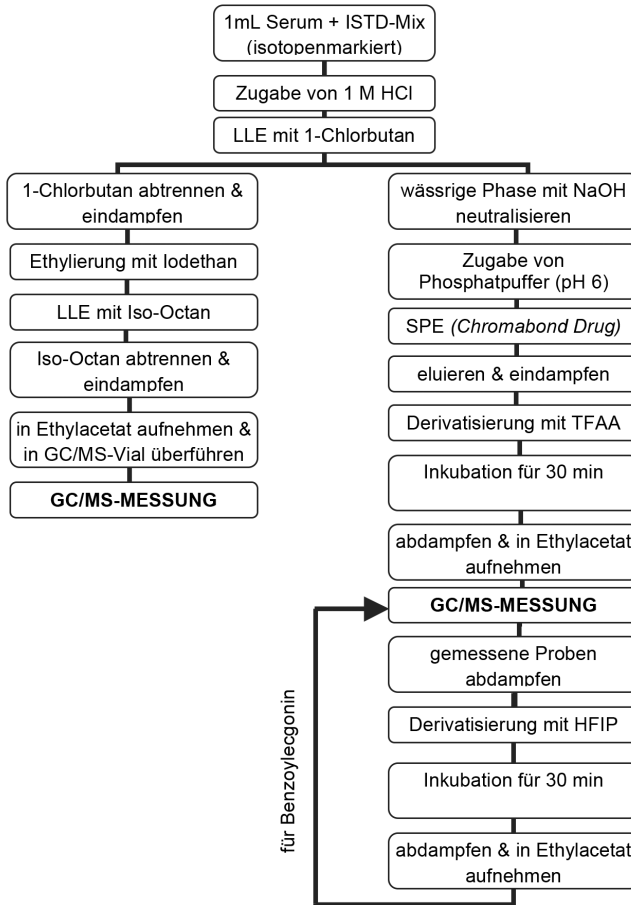 1mL Serum + ISTD-Mix
(isotopenmarkiert)
Zugabe von 1 M HCl
LLE mit 1-Chlorbutan
1-Chlorbutan abtrennen &
eindampfen
Ethylierung mit Iodethan
LLE mit Iso-Octan
Iso-Octan abtrennen &
eindampfen
in Ethylacetat aufnehmen &
in GC/MS-Vial überführen
GC/MS-MESSUNG
wässrige Phase mit NaOH
neutralisieren
Zugabe von
Phosphatpuffer (pH 6)
SPE (Chromabond Drug)
eluieren & eindampfen
Derivatisierung mit TFAA
Inkubation für 30 min
abdampfen & in Ethylacetat
aufnehmen
GC/MS-MESSUNG
gemessene Proben
abdampfen
Derivatisierung mit HFIP
Inkubation für 30 min
abdampfen & in Ethylacetat
aufnehmen
für Benzoylecgonin